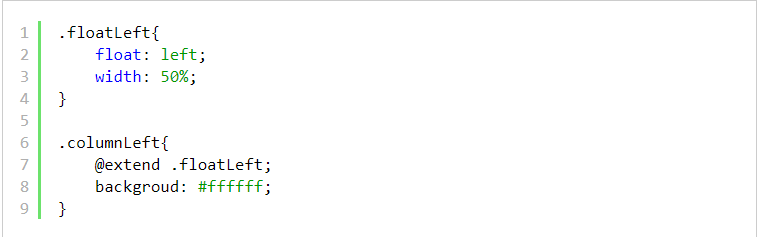 1 .floatLeft{
2     float: left;
3     width: 50%;
4 }
5
6 .columnLeft{
7     @extend .floatLeft;
8     backgroud: #ffffff;
9 }